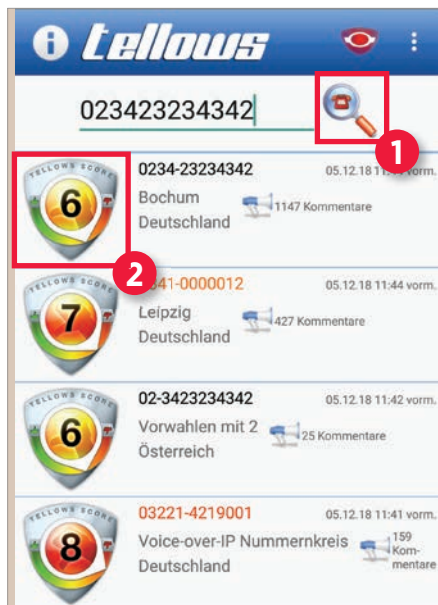 tellows
023423234342
1
TELLOWS SCORE
6
0234-23234342
05.12.18 vorm.
Bochum
Deutschland
1147 Kommentare
2
TELLOWS SCORE
7
41-0000012
05.12.18 11:44 vorm.
Leipzig
Deutschland
427 Kommentare
TELLOWS SCORE
6
02-3423234342
05.12.18 11:42 vorm.
Vorwahlen mit 2
Österreich
25 Kommentare
TELLOWS SCORE
8
03221-4219001
05.12.18 11:41 vorm.
Voice-over-IP Nummernkreis
Deutschland
159
Kom-
mentare